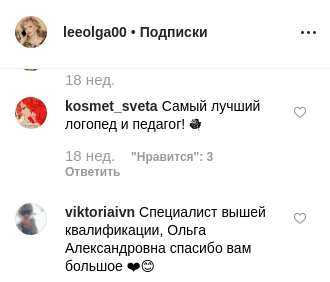 leeolga00 • Подписки
18 нед.
kosmet_sveta Самый лучший
логопед и педагог!
18 нед. "Нравится": 3
Ответить
viktoriaivn Специалист вышей
квалификации, Ольга
Александровна спасибо вам
большое ❤😊